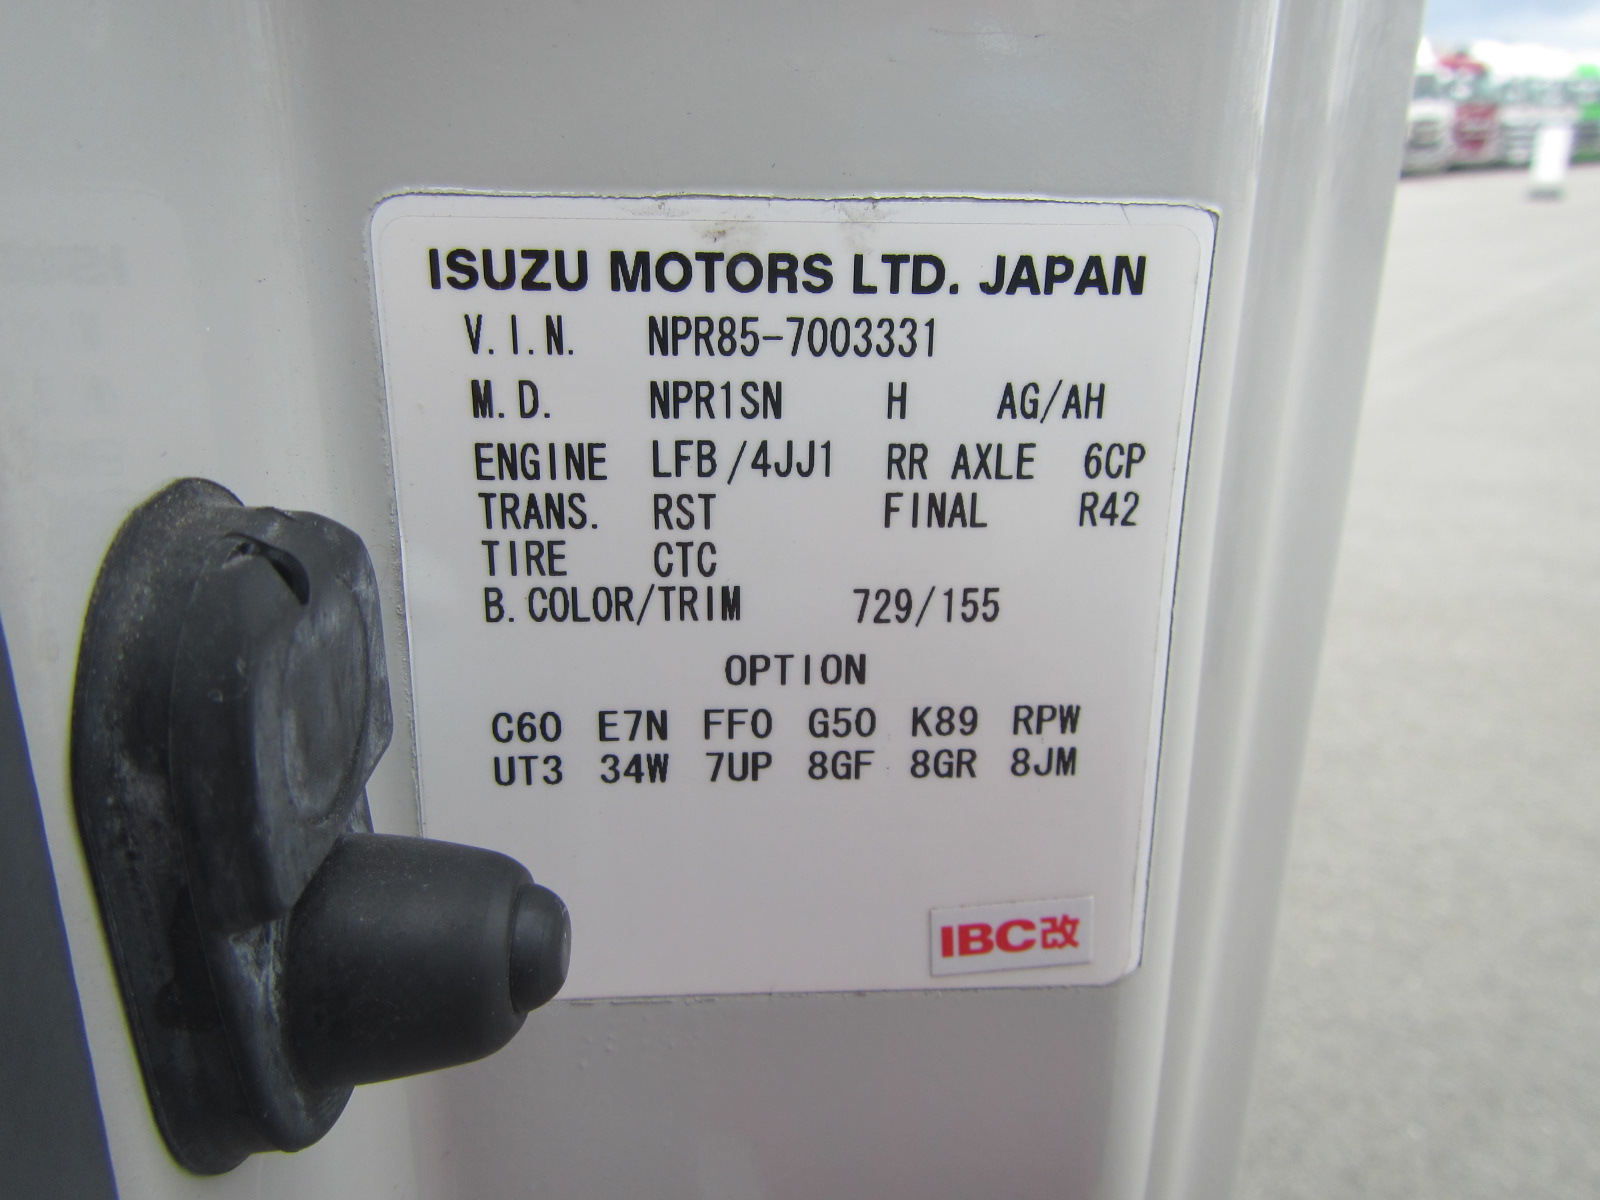 ISUZU MOTORS LTD. JAPAN
V.I.N. NPR85-7003331
M.D. NPR1SN H AG/AH
ENGINE LFB/4JJ1 RR AXLE 6CP
TRANS. RST FINAL R42
TIRE CTC
B.COLOR/TRIM 729/155
OPTION
C60 E7N FF0 G50 K89 RPW
UT3 34W 7UP 8GF 8GR 8JM
IBC改